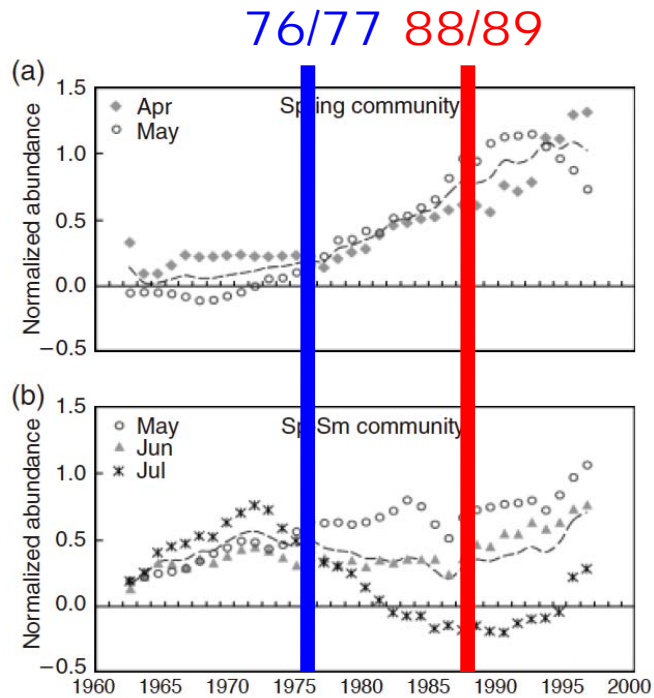 76/77 88/89
(a)
Spring community
Apr
May
Normalized abundance
1.5
1.0
0.5
0.0
−0.5
(b)
Sp Sm community
May
Jun
Jul
Normalized abundance
1.5
1.0
0.5
0.0
−0.5
1960 1965 1970 1975 1980 1985 1990 1995 2000